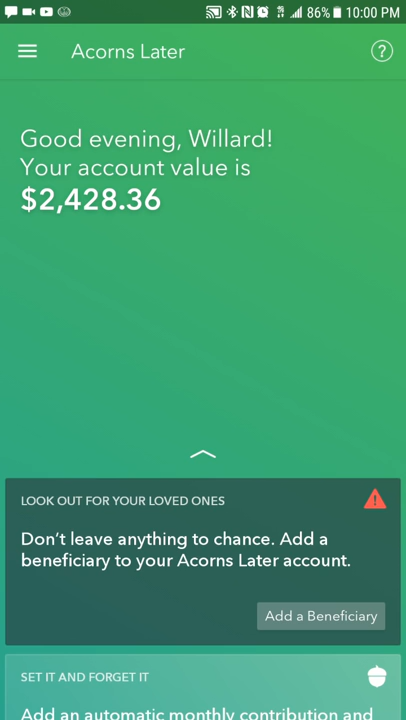 86% 10:00 PM
Acorns Later
?
Good evening, Willard!
Your account value is
$2,428.36
LOOK OUT FOR YOUR LOVED ONES
Don't leave anything to chance. Add a
beneficiary to your Acorns Later account.
Add a Beneficiary
SET IT AND FORGET IT
Add an automatic monthly contribution and